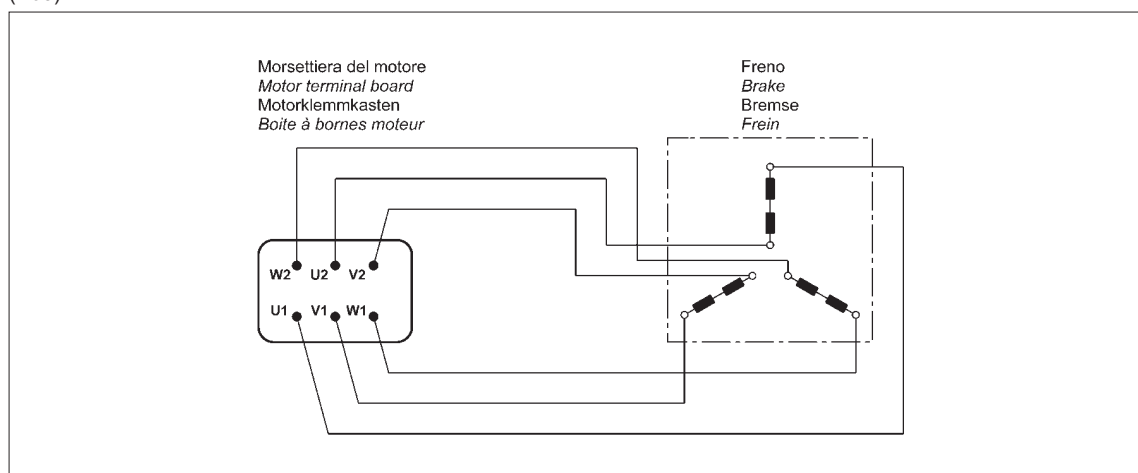 Morsettiera del motore
Motor terminal board
Motorklemmkasten
Boite à bornes moteur
Freno
Brake
Bremse
Frein
W2 U2 V2
U1 V1 W1